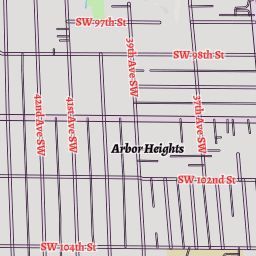 SW 97th St
39th Ave SW
SW 98th St
42nd Ave SW
41st Ave SW
37th Ave SW
Arbor Heights
SW 102nd St
SW 104th St